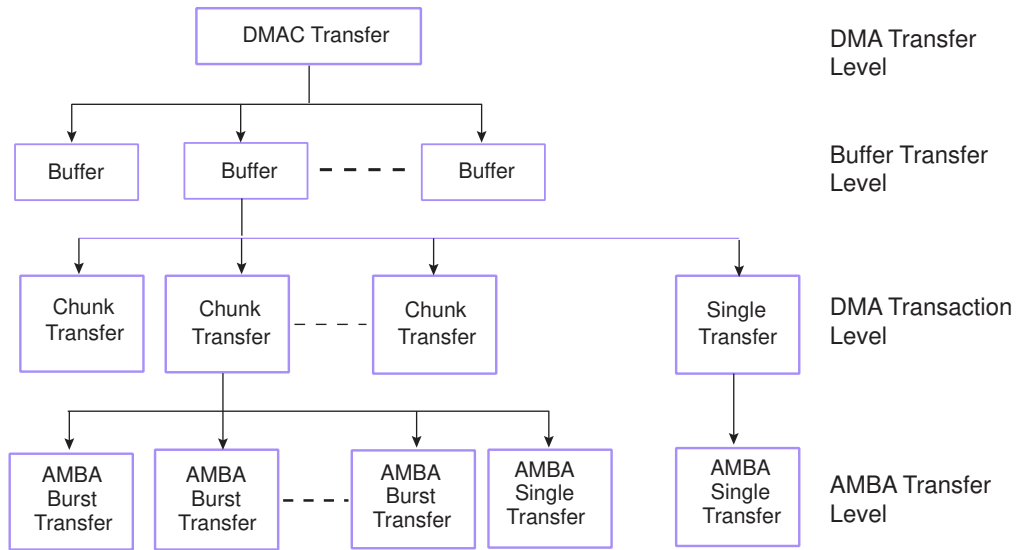 DMAC Transfer
DMA Transfer
Level
Buffer
Buffer
Buffer
Buffer Transfer
Level
Chunk
Transfer
Chunk
Transfer
Chunk
Transfer
Single
Transfer
DMA Transaction
Level
AMBA
Burst
Transfer
AMBA
Burst
Transfer
AMBA
Burst
Transfer
AMBA
Single
Transfer
AMBA
Single
Transfer
AMBA Transfer
Level